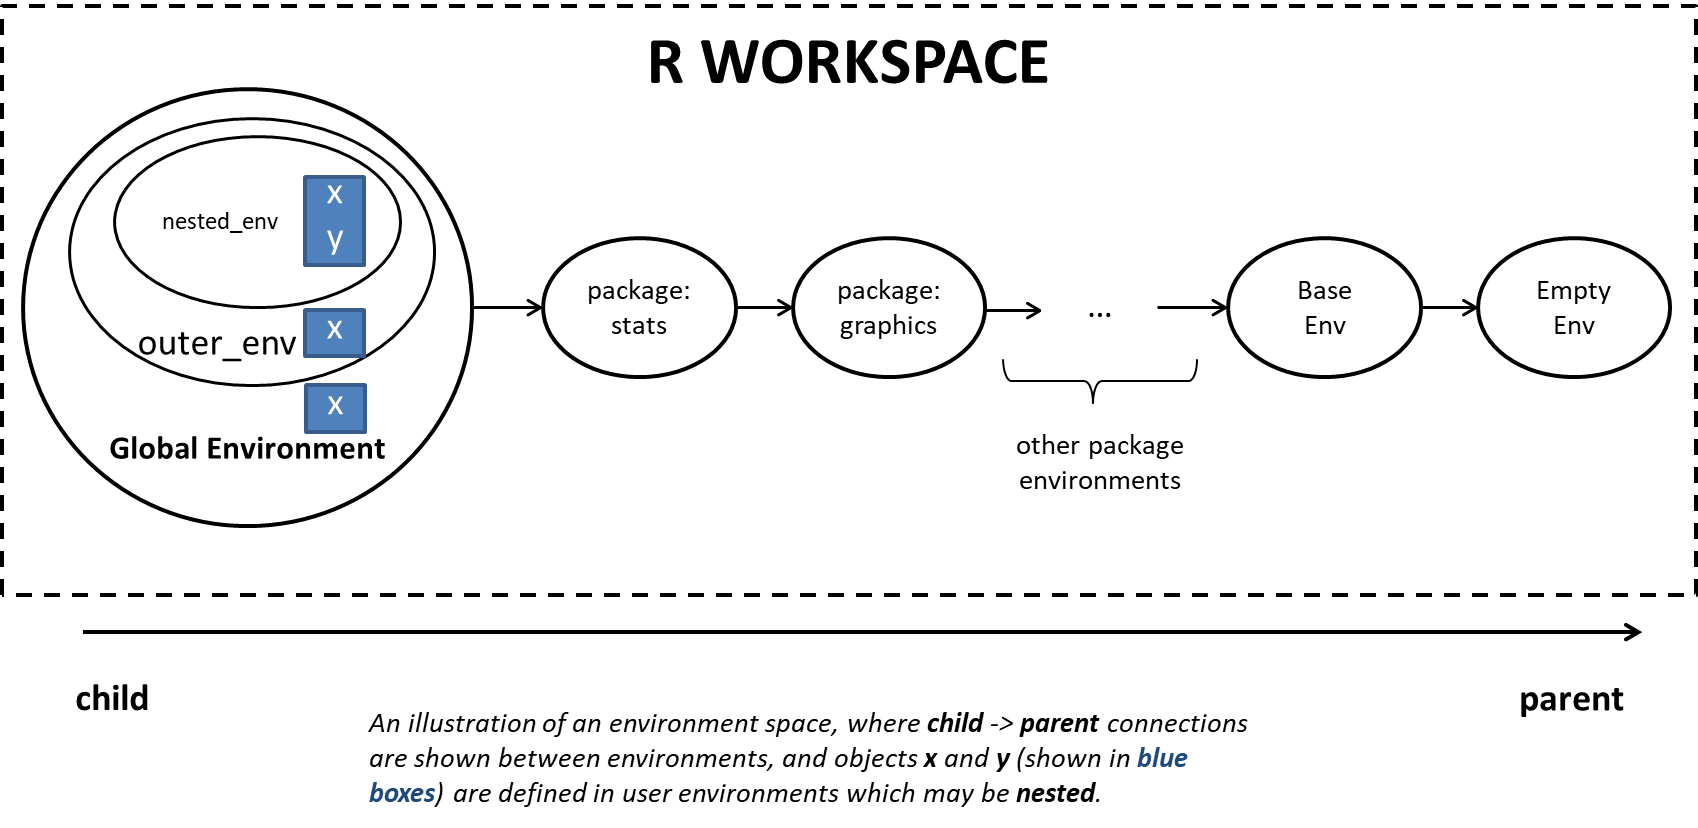 R WORKSPACE
nested_env
x
y
outer_env
x
x
Global Environment
package:
stats
package:
graphics
...
other package
environments
Base
Env
Empty
Env
child
parent
An illustration of an environment space, where child -> parent connections
are shown between environments, and objects x and y (shown in blue
boxes) are defined in user environments which may be nested.